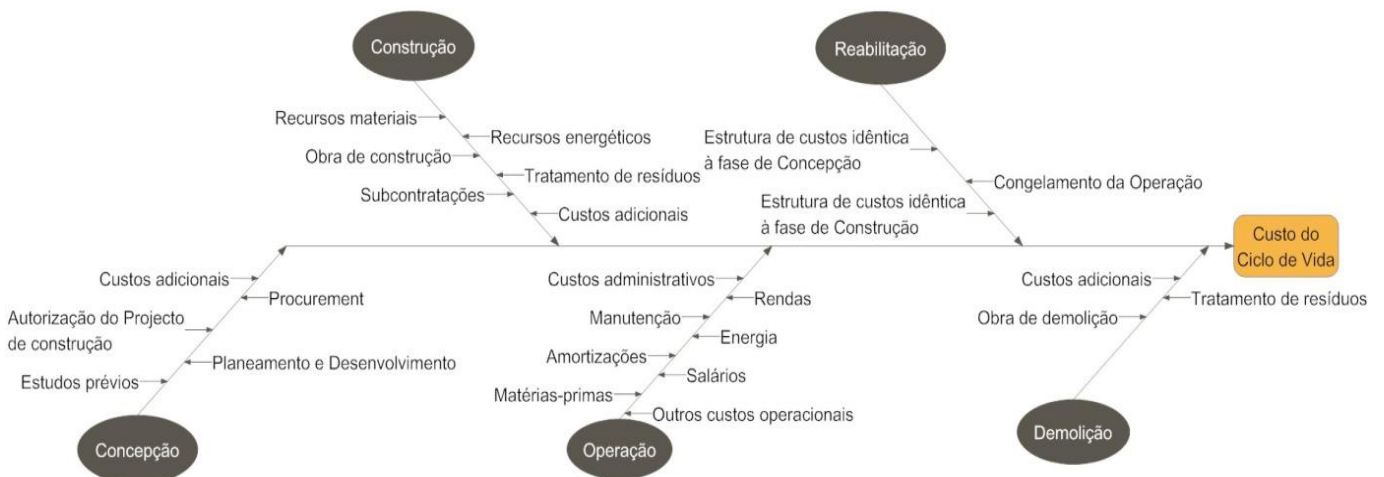 Construção
Reabilitação
Recursos materiais
Recursos energéticos
Obra de construção
Tratamento de resíduos
Subcontratações
Custos adicionais
Estrutura de custos idêntica
à fase de Concepção
Congelamento da Operação
Estrutura de custos idêntica
à fase de Construção
Custo do
Ciclo de Vida
Custos adicionais
Procurement
Autorização do Projecto
de construção
Planeamento e Desenvolvimento
Estudos prévios
Concepção
Custos administrativos
Rendas
Manutenção
Energia
Amortizações
Salários
Matérias-primas
Outros custos operacionais
Operação
Custos adicionais
Tratamento de resíduos
Obra de demolição
Demolição